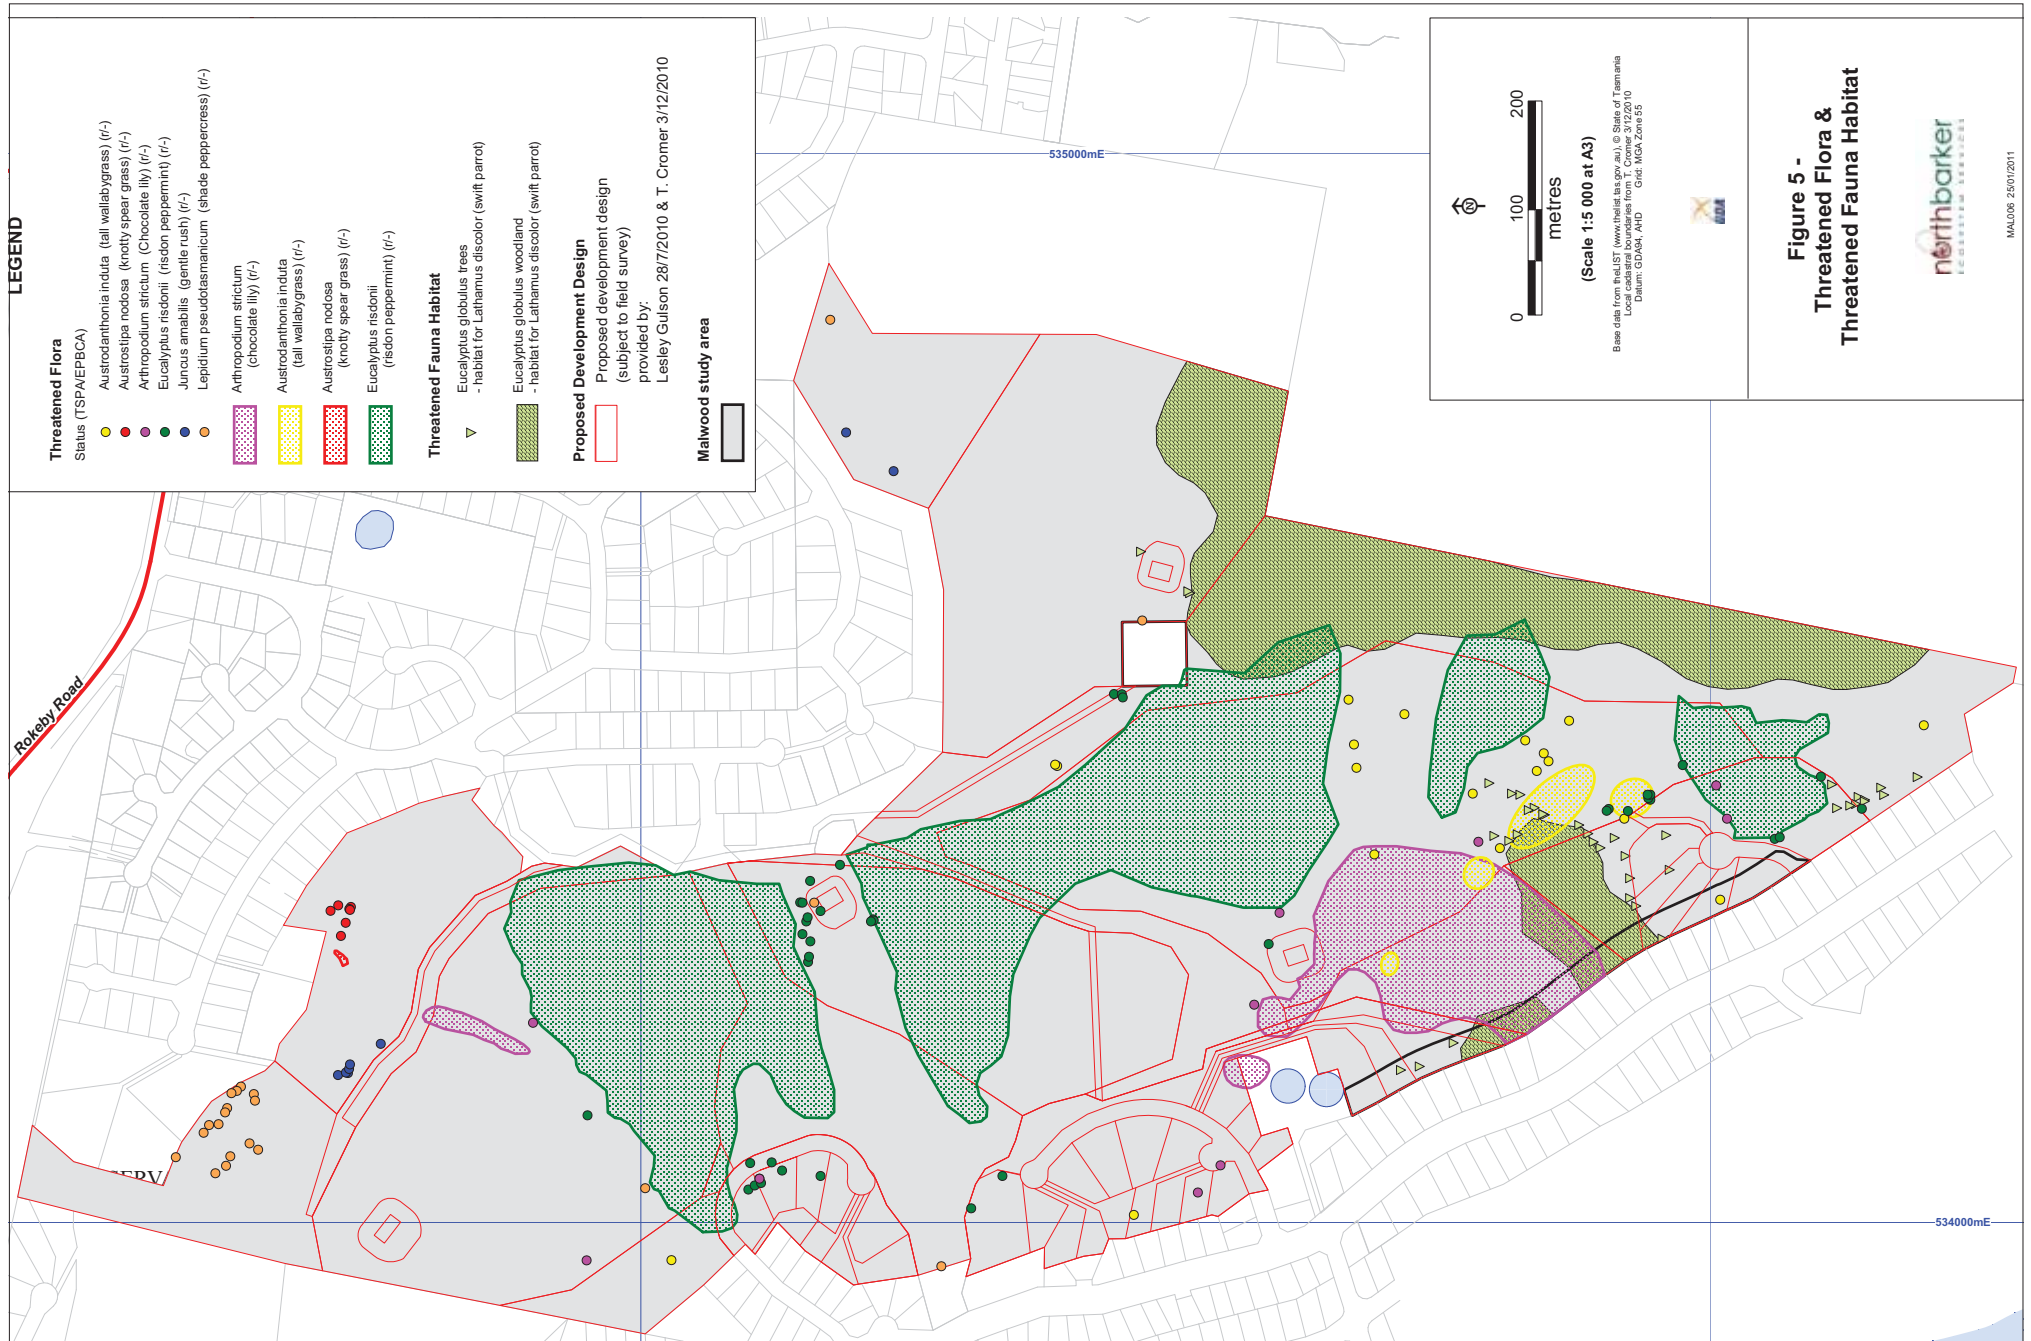 LEGEND
Threatened Flora
Status (TSPA/EPBCA)
Austrodanthonia induta (tall wallabygrass) (r/-)
Austrostipa nodosa (knotty spear grass) (r/-)
Arthropodium strictum (Chocolate lily) (r/-)
Eucalyptus risdonii (risdon peppermint) (r/-)
Juncus amabilis (gentle rush) (r/-)
Lepidium pseudotasmanicum (shade peppercress) (r/-)
Arthropodium strictum
(chocolate lily) (r/-)
Austrodanthonia induta
(tall wallabygrass) (r/-)
Austrostipa nodosa
(knotty spear grass) (r/-)
Eucalyptus risdonii
(risdon peppermint) (r/-)
Threatened Fauna Habitat
Eucalyptus globulus trees
- habitat for Lathamus discolor (swift parrot)
Eucalyptus globulus woodland
- habitat for Lathamus discolor (swift parrot)
Proposed Development Design
Proposed development design
(subject to field survey)
provided by:
Lesley Gulson 28/7/2010 & T. Cromer 3/12/2010
Malwood study area
Rokeby Road
535000mE
534000mE
N
0 100 200
metres
(Scale 1:5 000 at A3)
Base data from theLIST (www.thelist.tas.gov.au), © State of Tasmania
Local cadastral boundaries from T. Cromer 3/12/2010
Datum: GDA94, AHD Grid: MGA Zone 55
Figure 5 -
Threatened Flora &
Threatened Fauna Habitat
northbarker
ECOSYSTEM SERVICES
MAL006 25/01/2011